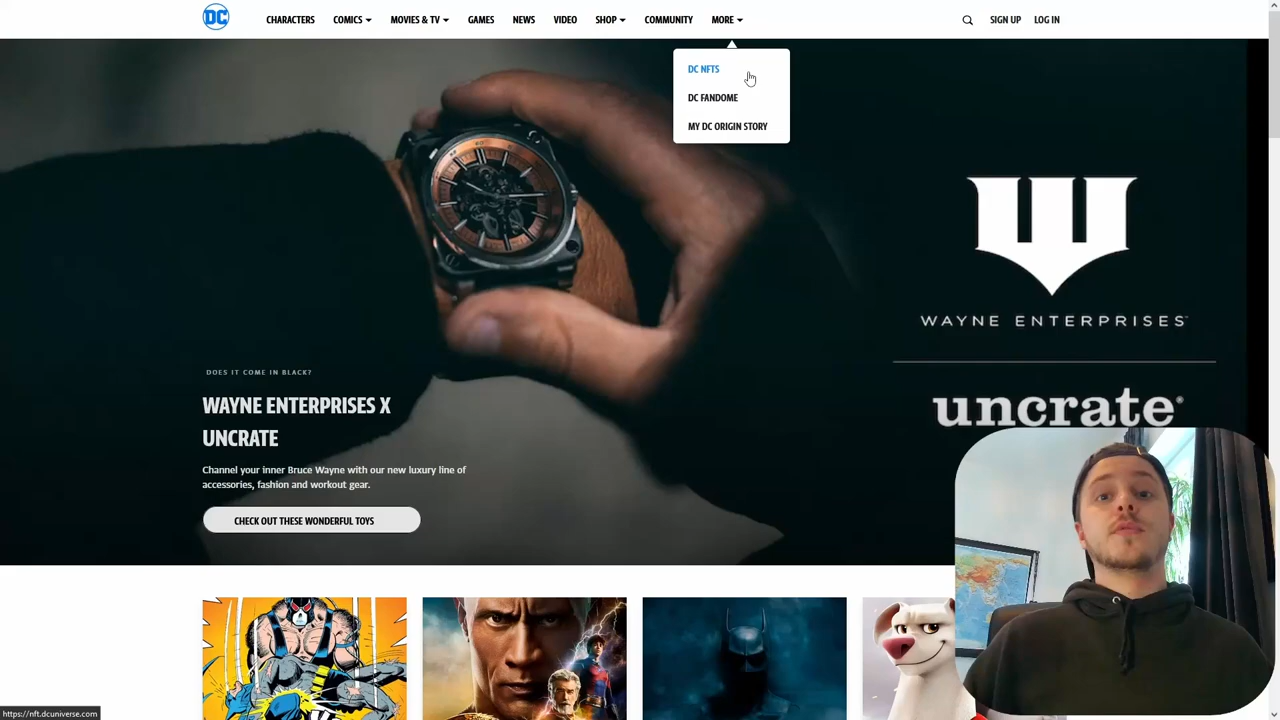 DC
CHARACTERS
COMICS
MOVIES & TV
GAMES
NEWS
VIDEO
SHOP
COMMUNITY
MORE
SIGN UP
LOG IN
DC NFTS
DC FANDOME
MY DC ORIGIN STORY
W
WAYNE ENTERPRISES
uncrate®
DOES IT COME IN BLACK?
WAYNE ENTERPRISES X
UNCRATE
Channel your inner Bruce Wayne with our new luxury line of
accessories, fashion and workout gear.
CHECK OUT THESE WONDERFUL TOYS
https://nft.dcuniverse.com